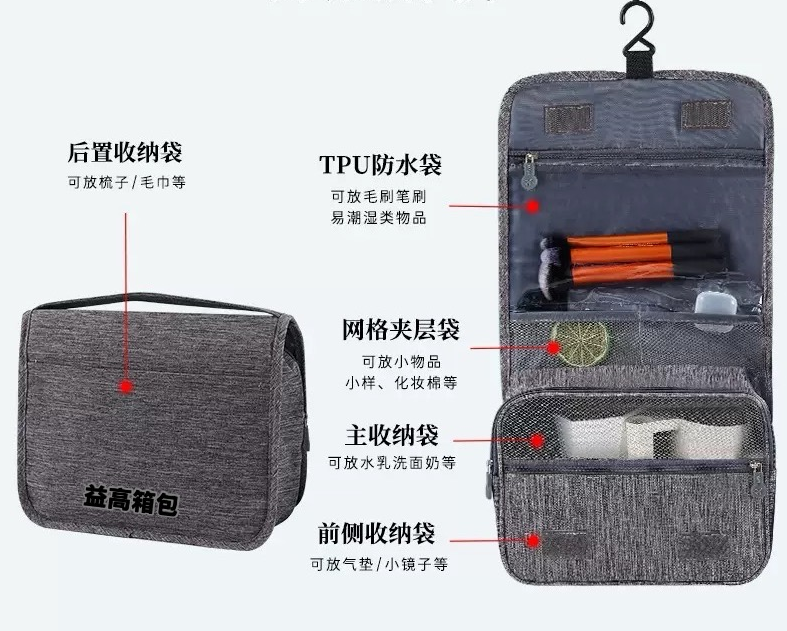 后置收纳袋
可放梳子/毛巾等
TPU防水袋
可放毛刷笔刷
易潮湿类物品
网格夹层袋
可放小物品
小样、化妆棉等
主收纳袋
可放水乳洗面奶等
前侧收纳袋
可放气垫/小镜子等
益高箱包